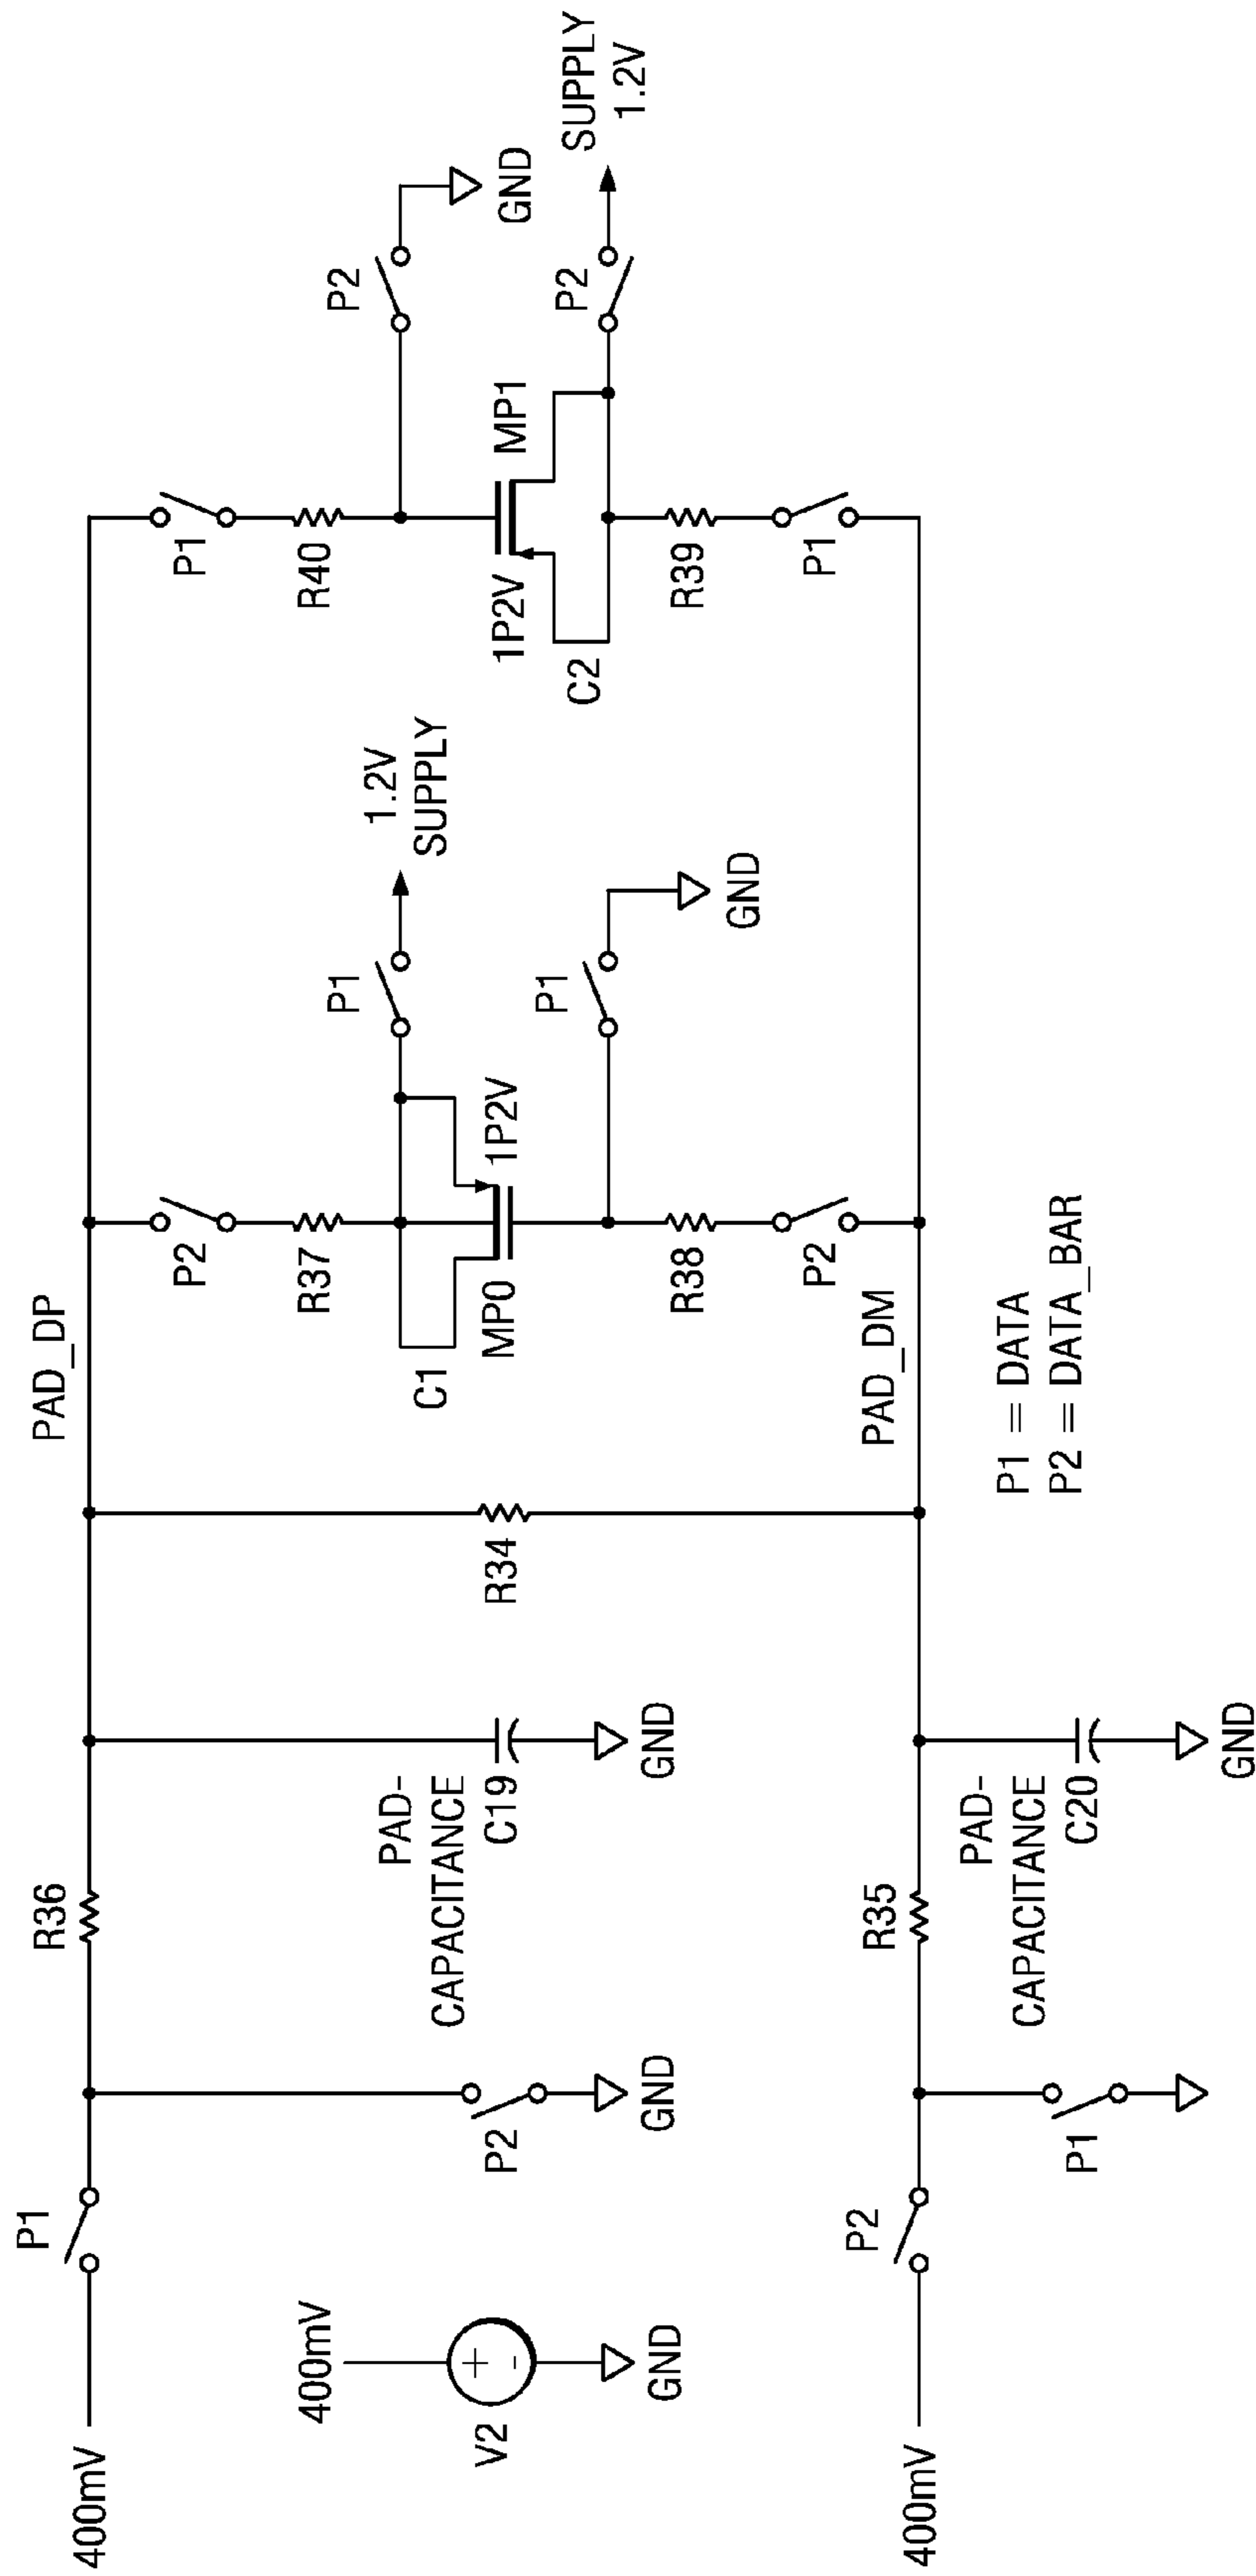 400mV
P1
R36
PAD_DP
P2
GND
PAD-
CAPACITANCE
C19
GND
R34
400mV
V2
+
-
GND
P2
R37
C1
MP0
1P2V
P1
1.2V
SUPPLY
P1
GND
R38
P2
P1
R40
P2
GND
1P2V
MP1
C2
P2
SUPPLY
1.2V
R39
P1
400mV
P2
R35
PAD_DM
P1
PAD-
CAPACITANCE
C20
GND
P1 = DATA
P2 = DATA_BAR